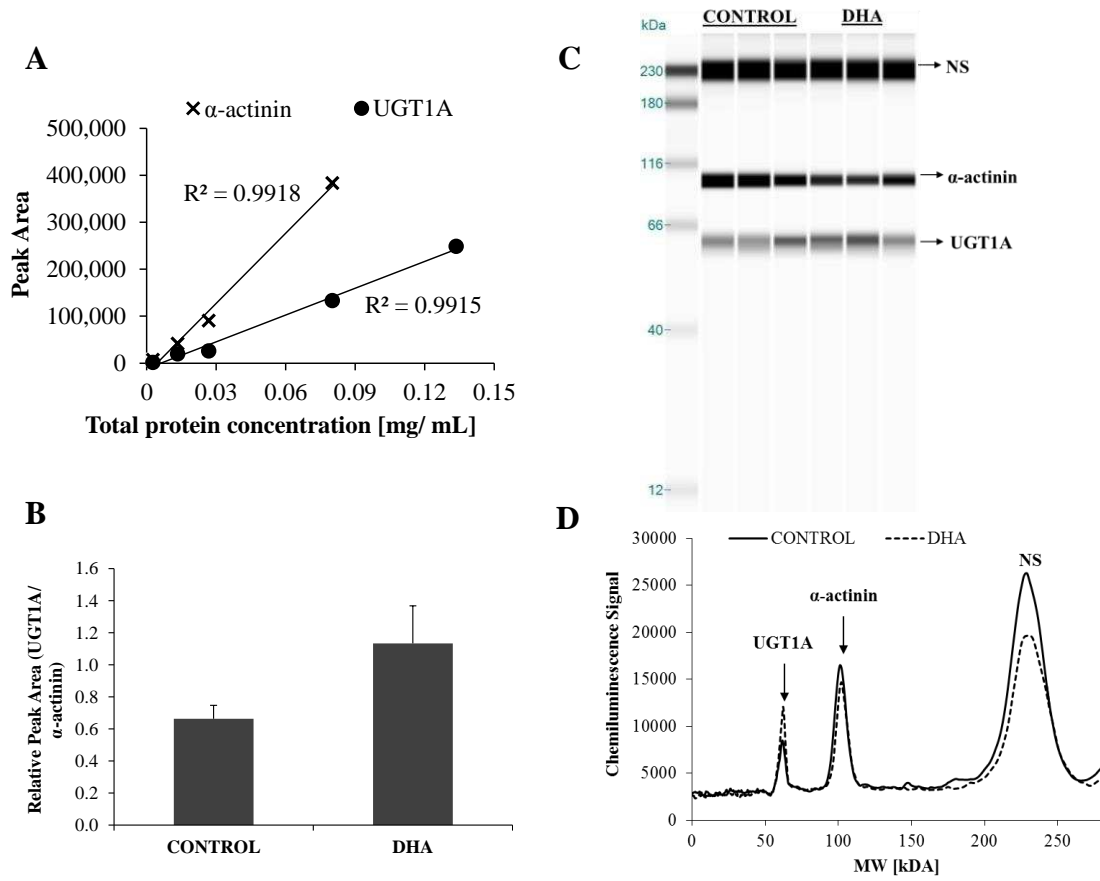 A
α-actinin UGT1A
500,000
400,000
300,000
200,000
100,000
0
Peak Area
R² = 0.9918
R² = 0.9915
0 0.03 0.06 0.09 0.12 0.15
Total protein concentration [mg/ mL]
B
1.6
1.4
1.2
1.0
0.8
0.6
0.4
0.2
0.0
Relative Peak Area (UGT1A/
α-actinin)
CONTROL DHA
C
kDa
CONTROL DHA
230
180
116
66
40
12
NS
α-actinin
UGT1A
D
30000
25000
20000
15000
10000
5000
0
Chemiluminescence Signal
CONTROL DHA
NS
α-actinin
UGT1A
0 50 100 150 200 250
MW [kDA]